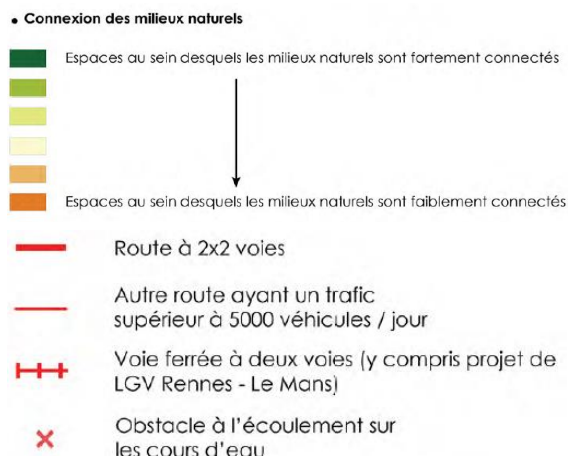 • Connexion des milieux naturels
Espaces au sein desquels les milieux naturels sont fortement connectés
Espaces au sein desquels les milieux naturels sont faiblement connectés
Route à 2x2 voies
Autre route ayant un trafic
supérieur à 5000 véhicules / jour
Voie ferrée à deux voies (y compris projet de
LGV Rennes - Le Mans)
Obstacle à l'écoulement sur
les cours d'eau